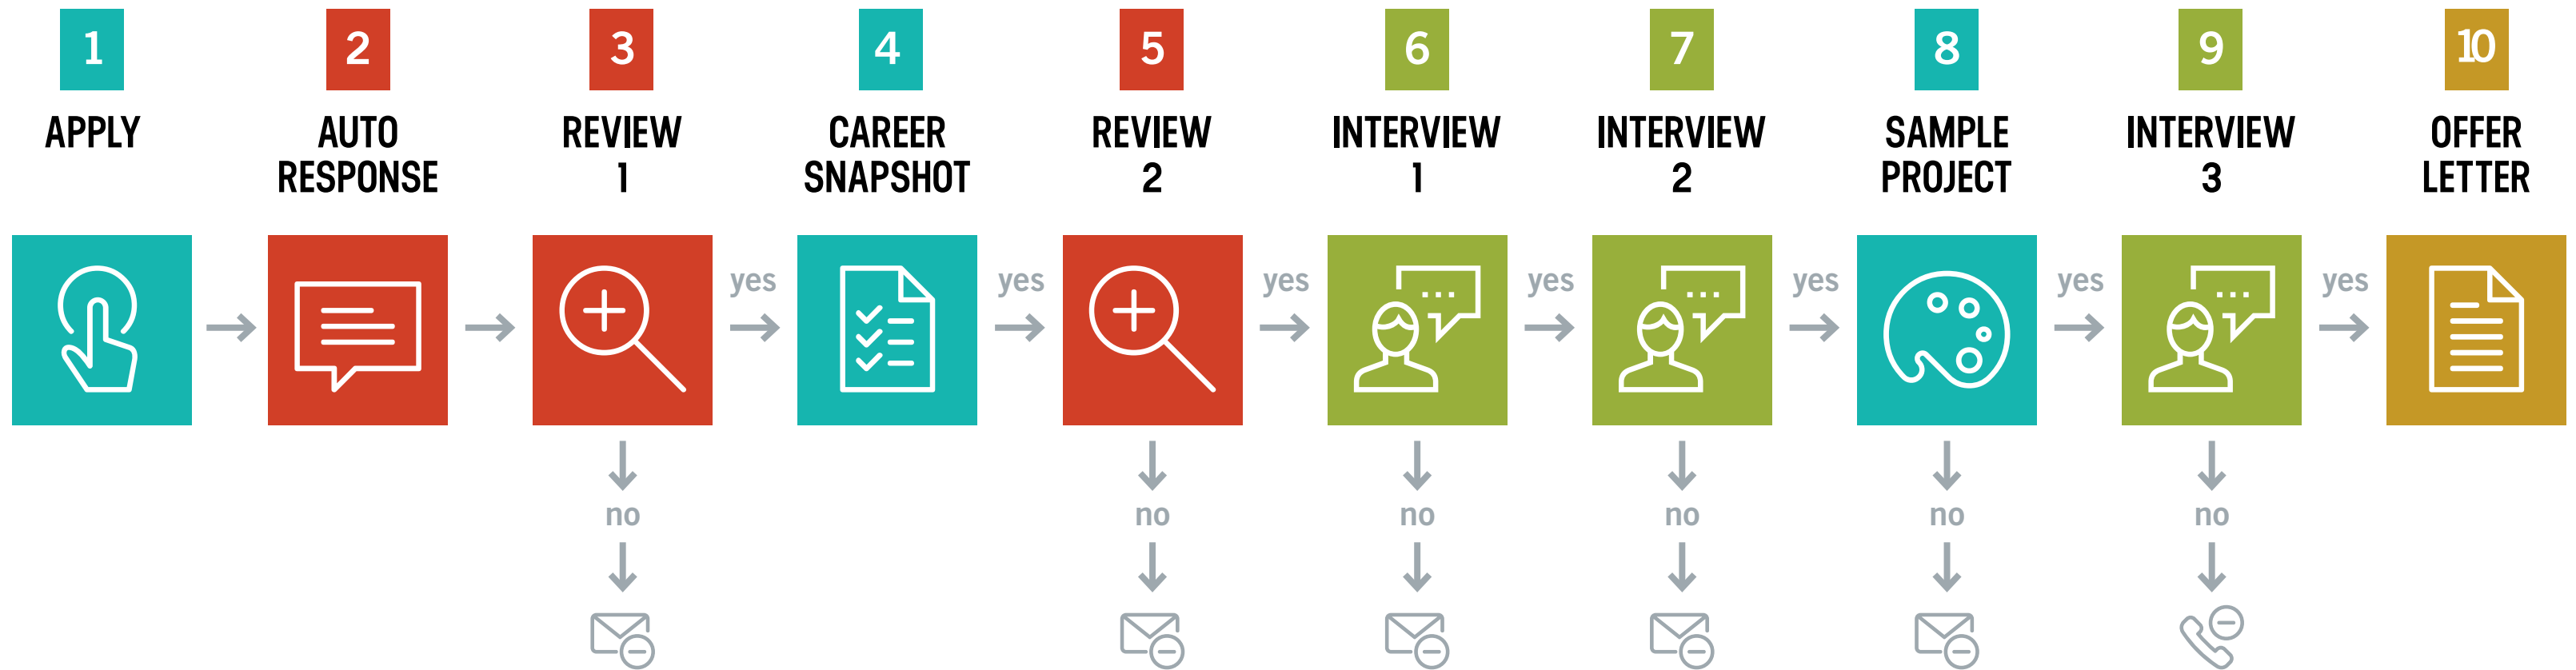 1
APPLY
2
AUTO
RESPONSE
3
REVIEW
1
4
CAREER
SNAPSHOT
5
REVIEW
2
6
INTERVIEW
1
7
INTERVIEW
2
8
SAMPLE
PROJECT
9
INTERVIEW
3
10
OFFER
LETTER
yes
yes
yes
yes
yes
yes
yes
no
no
no
no
no
no